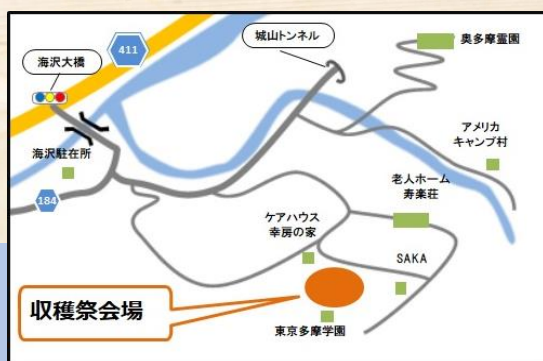 411
城山トンネル
奥多摩霊園
海沢大橋
海沢駐在所
アメリカ
キャンプ村
老人ホーム
寿楽荘
184
ケアハウス
幸房の家
SAKA
収穫祭会場
東京多摩学園